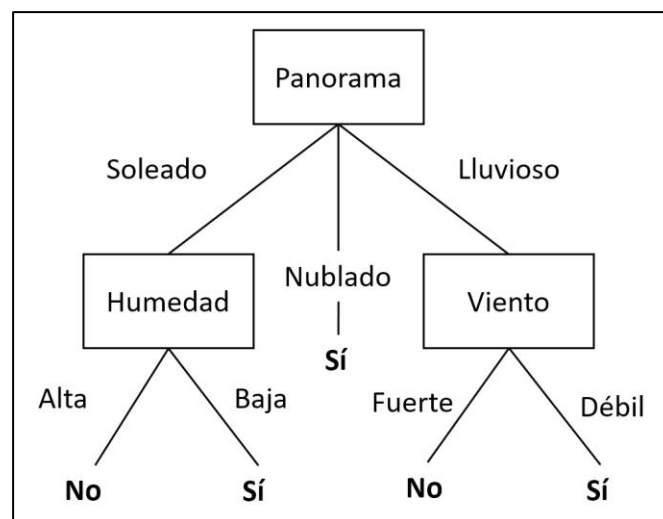 Panorama
Soleado
Lluvioso
Nublado
Humedad
Viento
Sí
Alta
Baja
Fuerte
Débil
No
Sí
No
Sí